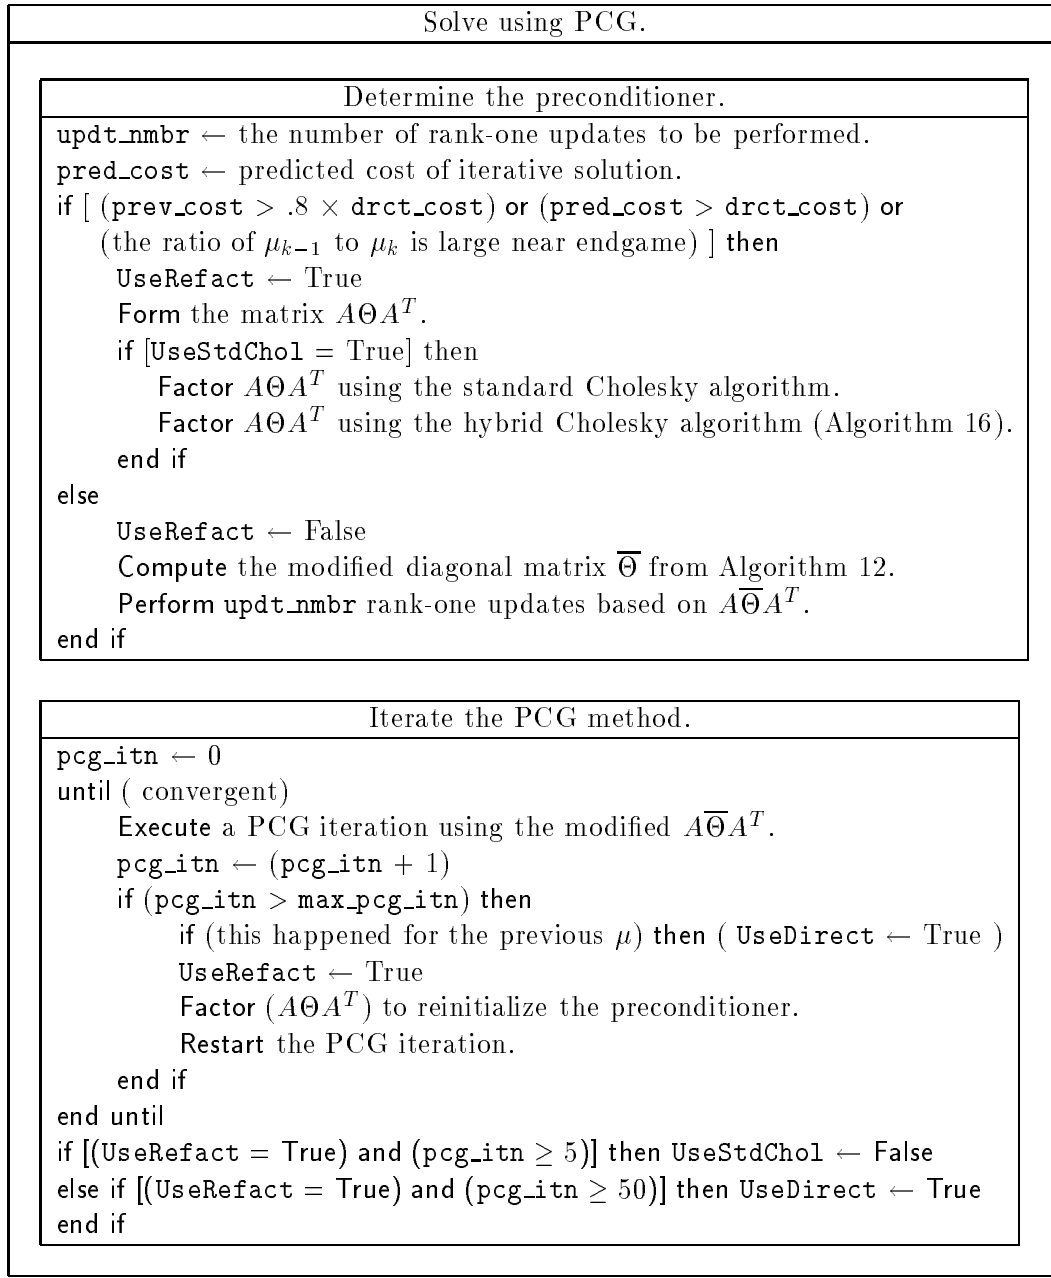 Solve using PCG.
Determine the preconditioner.
updt_nmbr ← the number of rank-one updates to be performed.
pred_cost ← predicted cost of iterative solution.
if [ (prev_cost > .8 × drct_cost) or (pred_cost > drct_cost) or
(the ratio of μ_{k−1} to μ_k is large near endgame) ] then
UseRefact ← True
Form the matrix AΘA^T.
if [UseStdChol = True] then
Factor AΘA^T using the standard Cholesky algorithm.
Factor AΘA^T using the hybrid Cholesky algorithm (Algorithm 16).
end if
else
UseRefact ← False
Compute the modified diagonal matrix Θ̅ from Algorithm 12.
Perform updt_nmbr rank-one updates based on AΘ̅A^T.
end if
Iterate the PCG method.
pcg_itn ← 0
until ( convergent)
Execute a PCG iteration using the modified AΘ̅A^T.
pcg_itn ← (pcg_itn + 1)
if (pcg_itn > max_pcg_itn) then
if (this happened for the previous μ) then ( UseDirect ← True )
UseRefact ← True
Factor (AΘA^T) to reinitialize the preconditioner.
Restart the PCG iteration.
end if
end until
if [(UseRefact = True) and (pcg_itn ≥ 5)] then UseStdChol ← False
else if [(UseRefact = True) and (pcg_itn ≥ 50)] then UseDirect ← True
end if